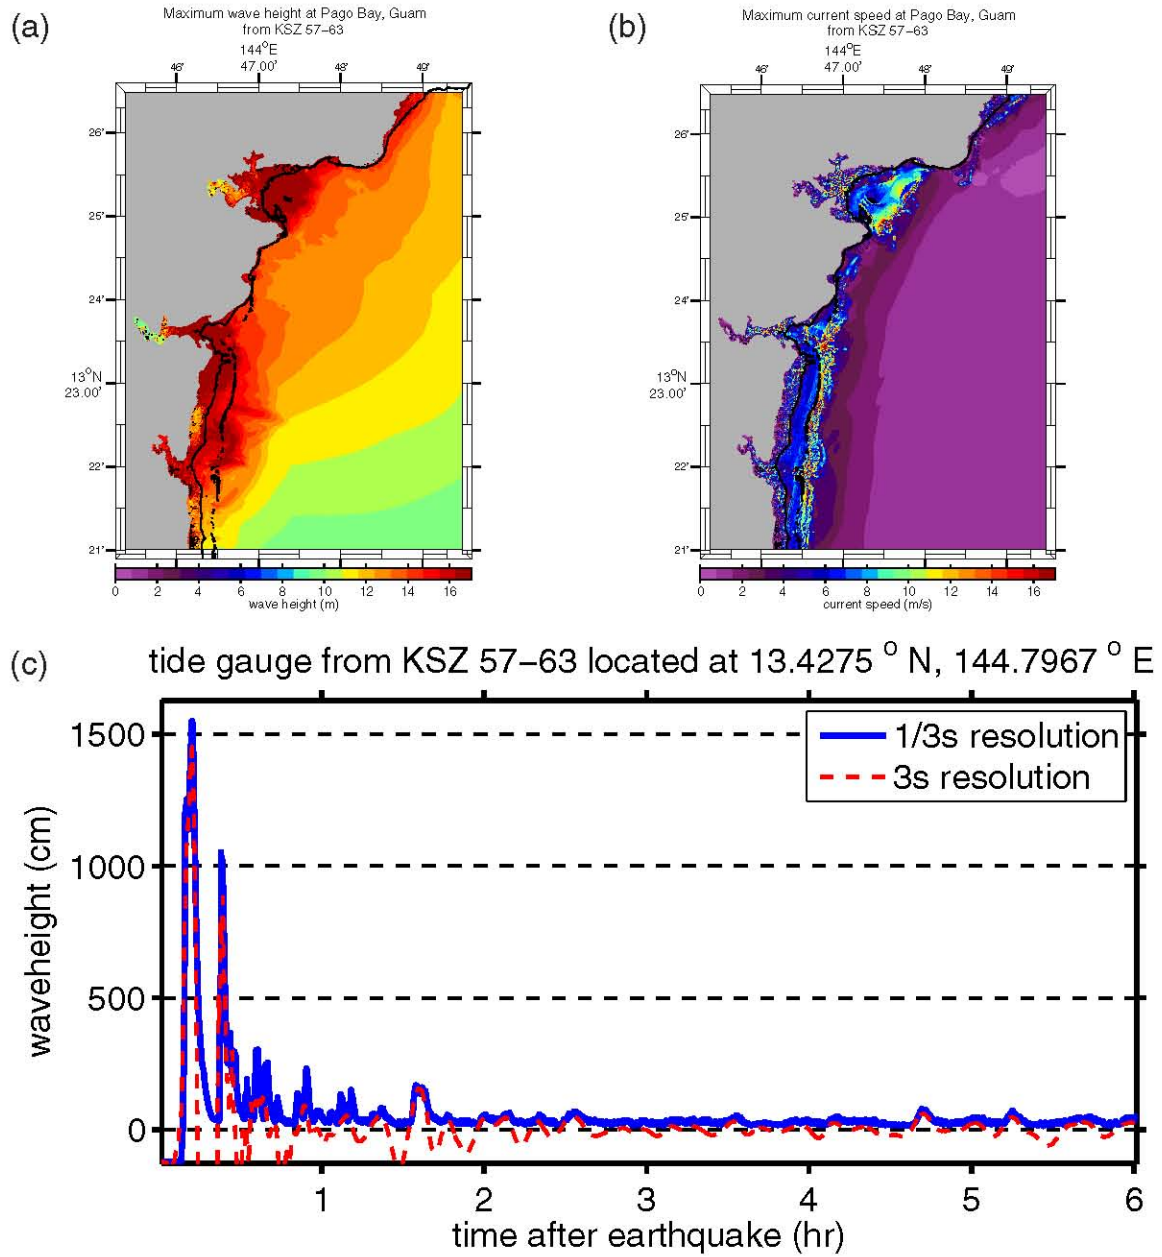 (a)
Maximum wave height at Pago Bay, Guam
from KSZ 57–63
144°E
46' 47.00' 48' 49'
26'
25'
24'
13°N
23.00'
22'
21'
0 2 4 6 8 10 12 14 16
wave height (m)
(b)
Maximum current speed at Pago Bay, Guam
from KSZ 57–63
144°E
46' 47.00' 48' 49'
26'
25'
24'
13°N
23.00'
22'
21'
0 2 4 6 8 10 12 14 16
current speed (m/s)
(c)
tide gauge from KSZ 57–63 located at 13.4275 ° N, 144.7967 ° E
1/3s resolution
3s resolution
1500
1000
500
0
waveheight (cm)
1 2 3 4 5 6
time after earthquake (hr)